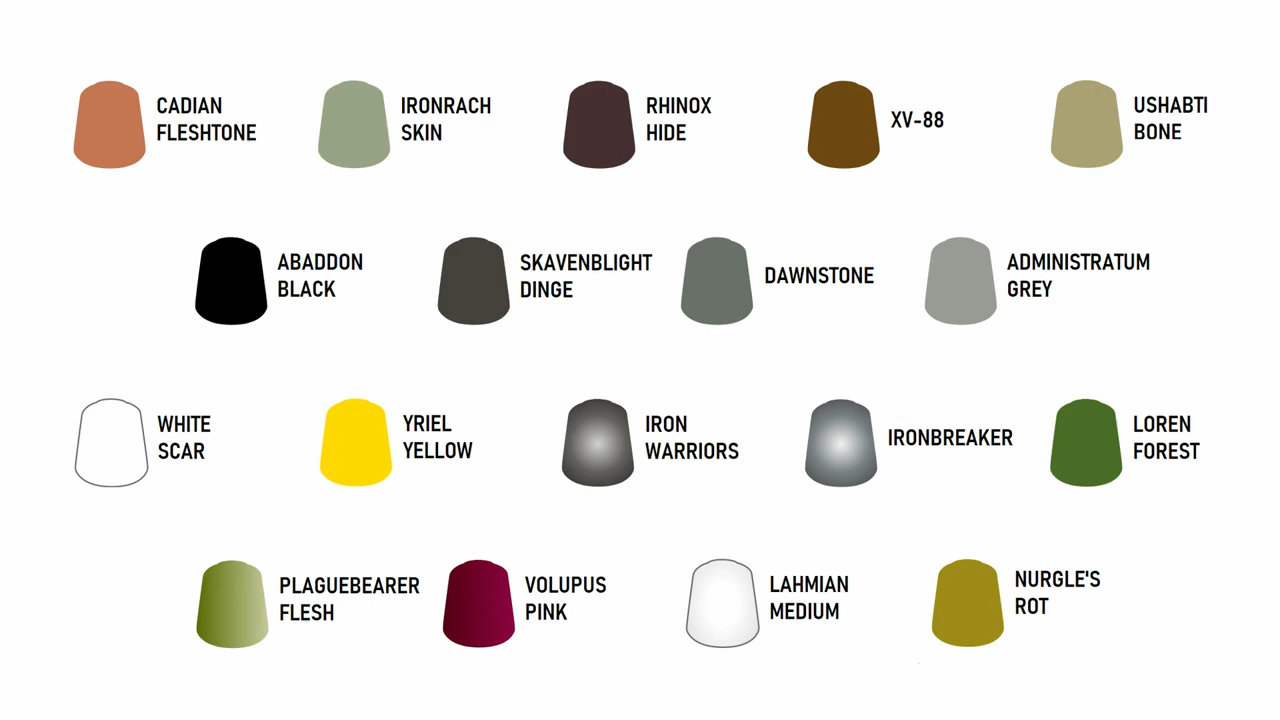 CADIAN
FLESHTONE
IRONRACH
SKIN
RHINOX
HIDE
XV-88
USHABTI
BONE
ABADDON
BLACK
SKAVENBLIGHT
DINGE
DAWNSTONE
ADMINISTRATUM
GREY
WHITE
SCAR
YRIEL
YELLOW
IRON
WARRIORS
IRONBREAKER
LOREN
FOREST
PLAGUEBEARER
FLESH
VOLUPUS
PINK
LAHMIAN
MEDIUM
NURGLE'S
ROT